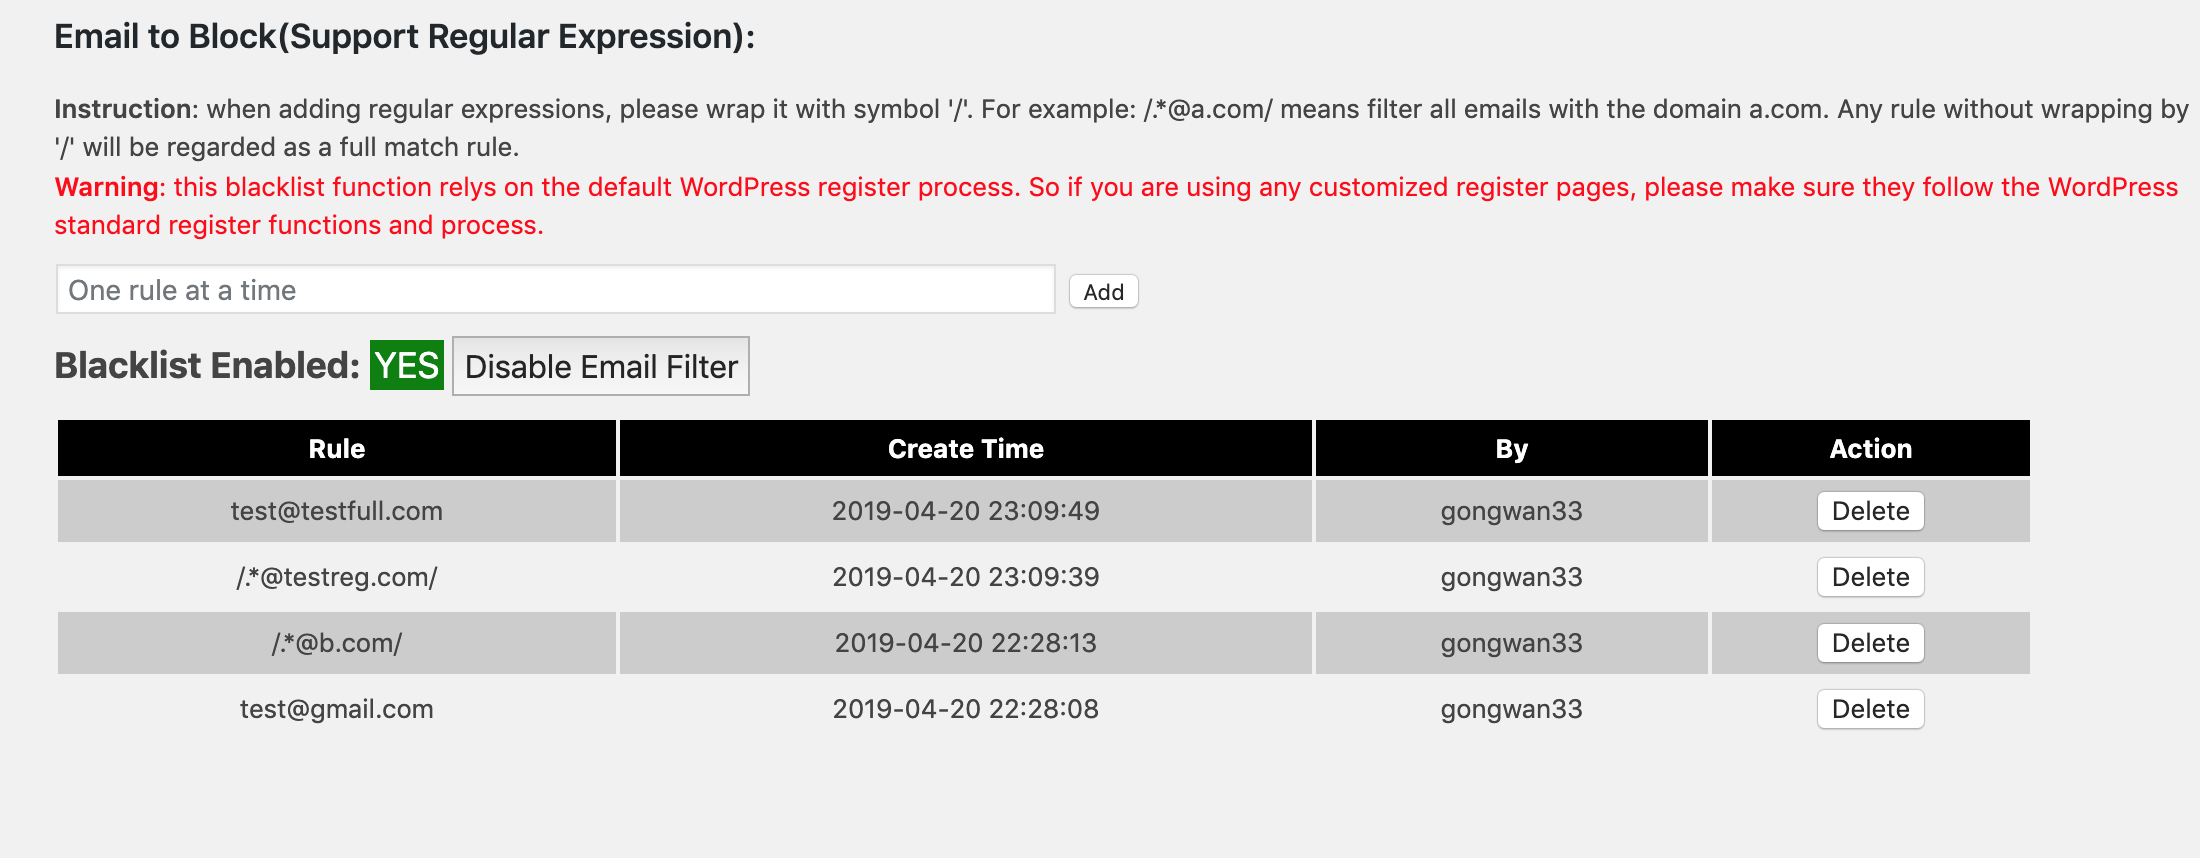 Email to Block(Support Regular Expression):
Instruction: when adding regular expressions, please wrap it with symbol '/'. For example: /.*@a.com/ means filter all emails with the domain a.com. Any rule without wrapping by
'/' will be regarded as a full match rule.
Warning: this blacklist function relys on the default WordPress register process. So if you are using any customized register pages, please make sure they follow the WordPress
standard register functions and process.
One rule at a time Add
Blacklist Enabled: YES Disable Email Filter
Rule Create Time By Action
test@testfull.com 2019-04-20 23:09:49 gongwan33 Delete
/.*@testreg.com/ 2019-04-20 23:09:39 gongwan33 Delete
/.*@b.com/ 2019-04-20 22:28:13 gongwan33 Delete
test@gmail.com 2019-04-20 22:28:08 gongwan33 Delete